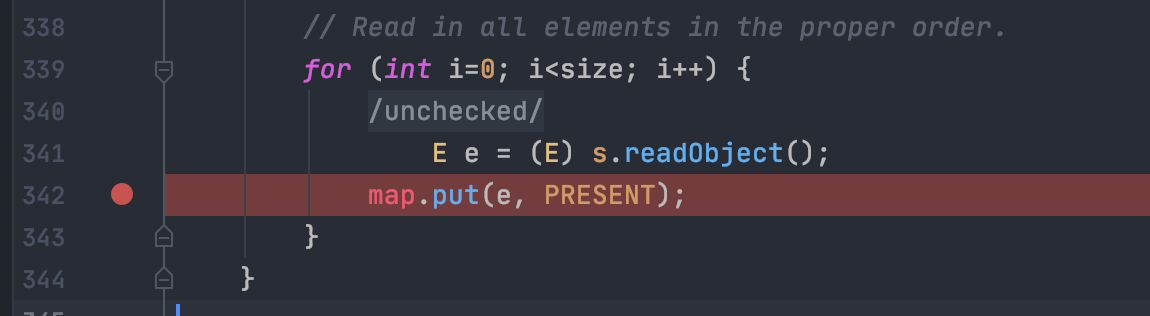 338 // Read in all elements in the proper order.
339 for (int i=0; i<size; i++) {
340 /unchecked/
341 E e = (E) s.readObject();
342 map.put(e, PRESENT);
343 }
344 }